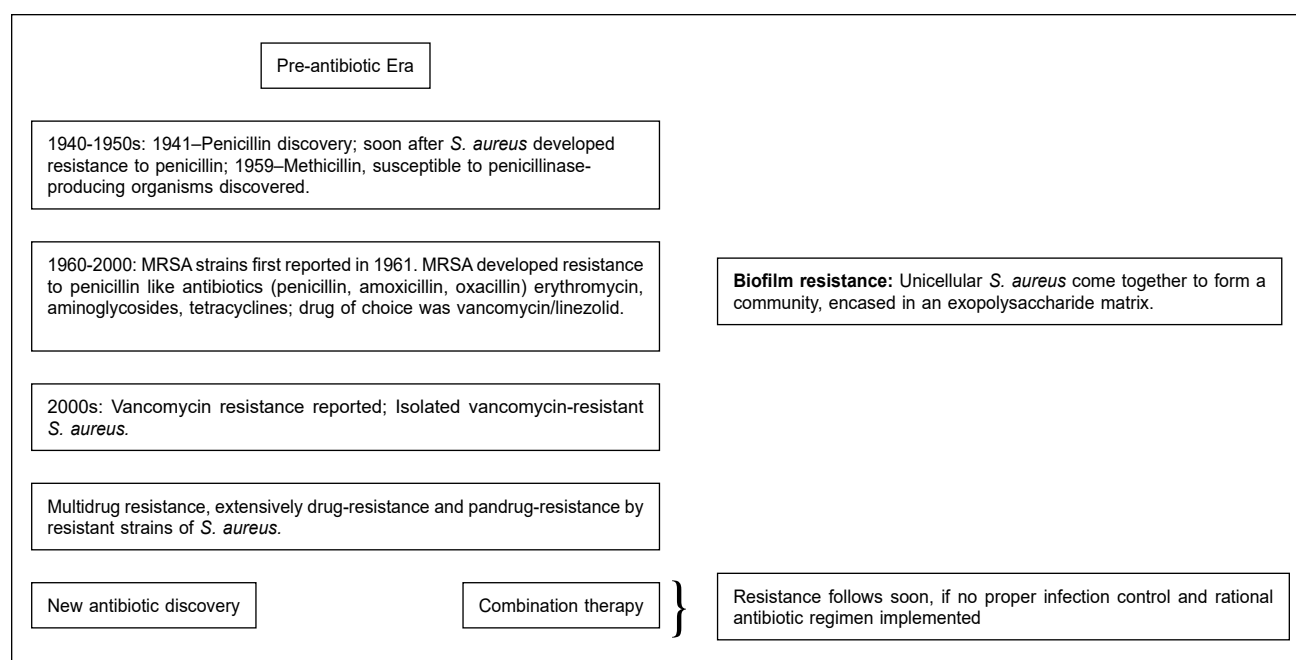 Pre-antibiotic Era
1940-1950s: 1941–Penicillin discovery; soon after S. aureus developed
resistance to penicillin; 1959–Methicillin, susceptible to penicillinase-
producing organisms discovered.
1960-2000: MRSA strains first reported in 1961. MRSA developed resistance
to penicillin like antibiotics (penicillin, amoxicillin, oxacillin) erythromycin,
aminoglycosides, tetracyclines; drug of choice was vancomycin/linezolid.
Biofilm resistance: Unicellular S. aureus come together to form a
community, encased in an exopolysaccharide matrix.
2000s: Vancomycin resistance reported; Isolated vancomycin-resistant
S. aureus.
Multidrug resistance, extensively drug-resistance and pandrug-resistance by
resistant strains of S. aureus.
New antibiotic discovery
Combination therapy
Resistance follows soon, if no proper infection control and rational
antibiotic regimen implemented